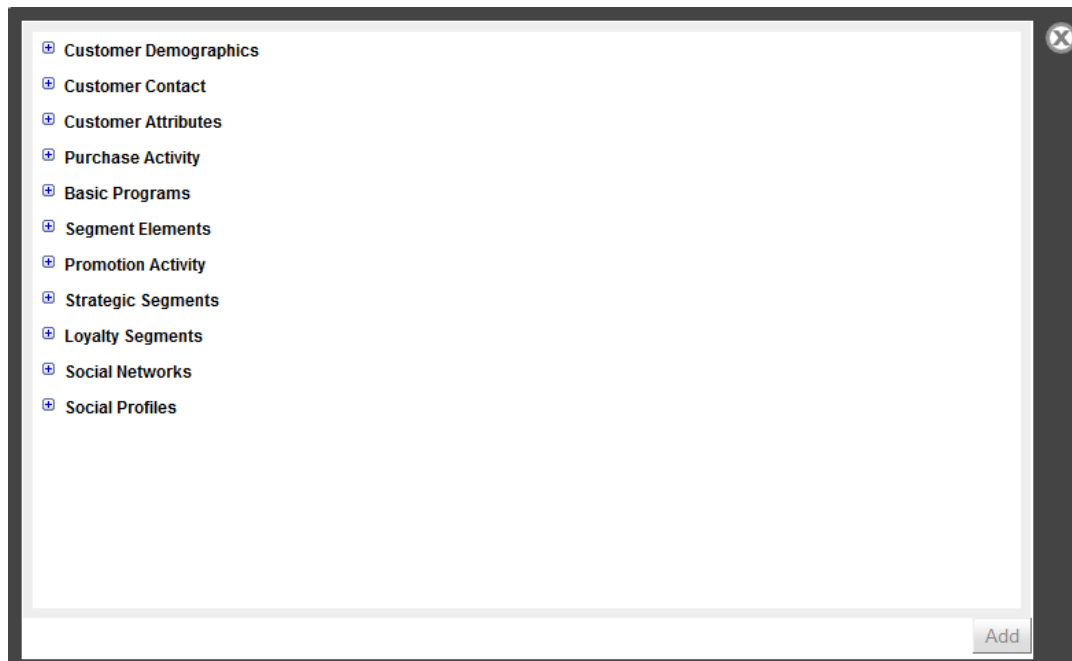 Customer Demographics
Customer Contact
Customer Attributes
Purchase Activity
Basic Programs
Segment Elements
Promotion Activity
Strategic Segments
Loyalty Segments
Social Networks
Social Profiles
Add